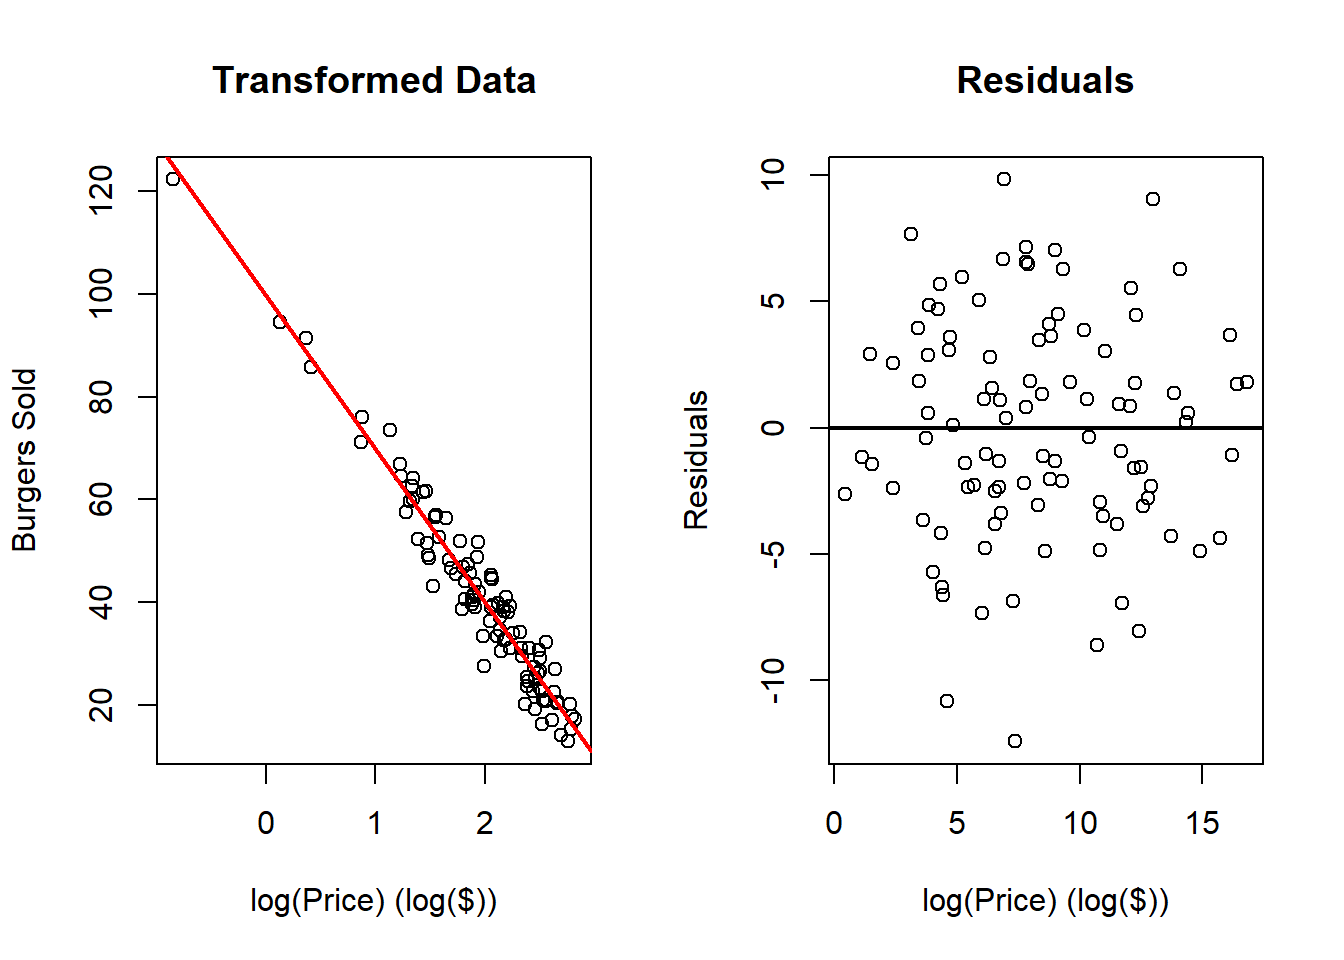 Transformed Data
Burgers Sold
120
100
80
60
40
20
0 1 2
log(Price) (log($))
Residuals
Residuals
10
5
0
-5
-10
0 5 10 15
log(Price) (log($))